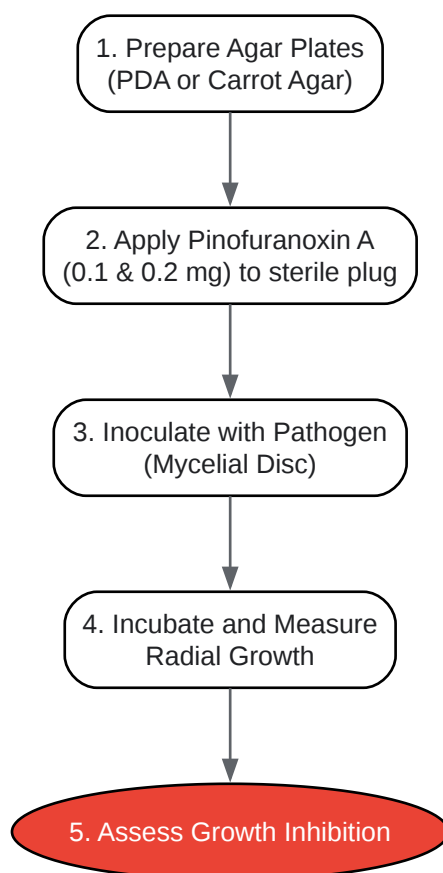 1. Prepare Agar Plates
(PDA or Carrot Agar)
2. Apply Pinofuranoxin A
(0.1 & 0.2 mg) to sterile plug
3. Inoculate with Pathogen
(Mycelial Disc)
4. Incubate and Measure
Radial Growth
5. Assess Growth Inhibition